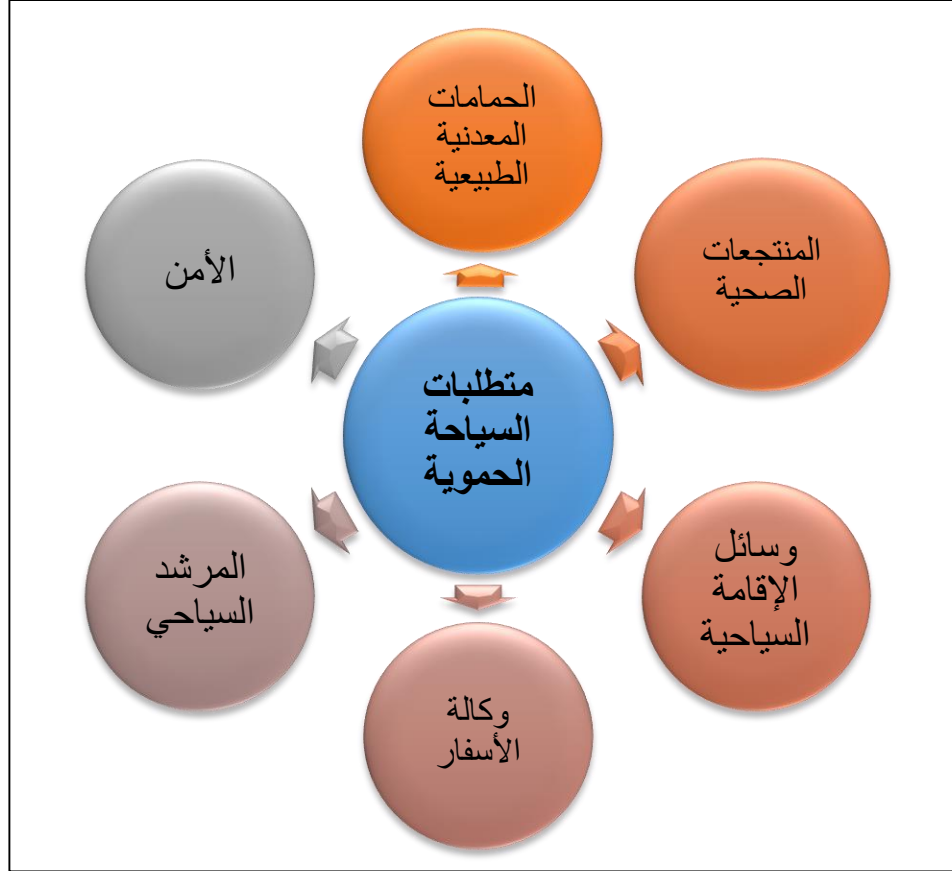 الحمامات
المعدنية
الطبيعية
المنتجعات
الصحية
وسائل
الإقامة
السياحية
وكالة
الأسفار
المرشد
السياحي
الأمن
متطلبات
السياحة
الحموية